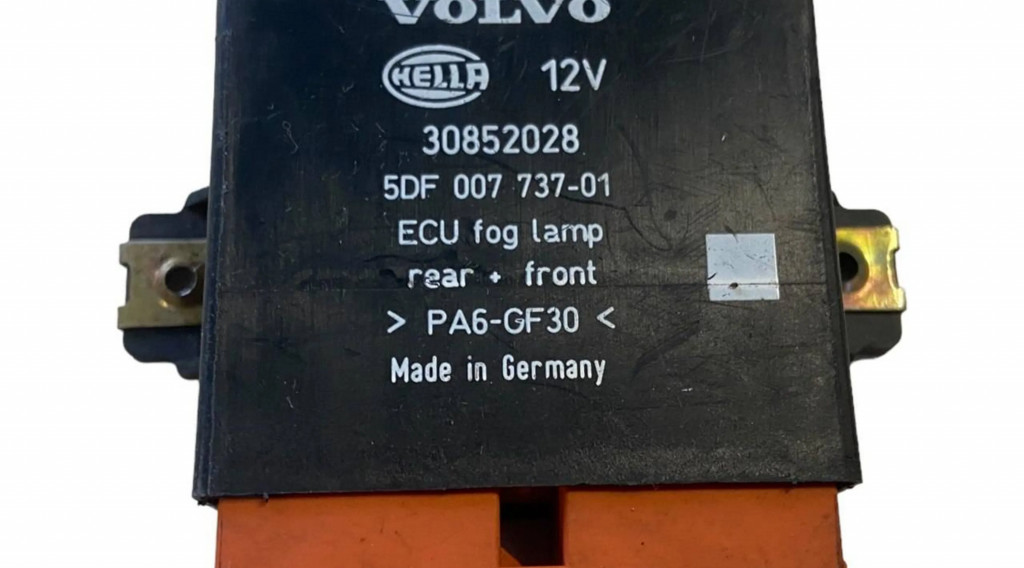 VOLVO
HELLA 12V
30852028
5DF 007 737-01
ECU fog lamp
rear + front
> PA6-GF30 <
Made in Germany